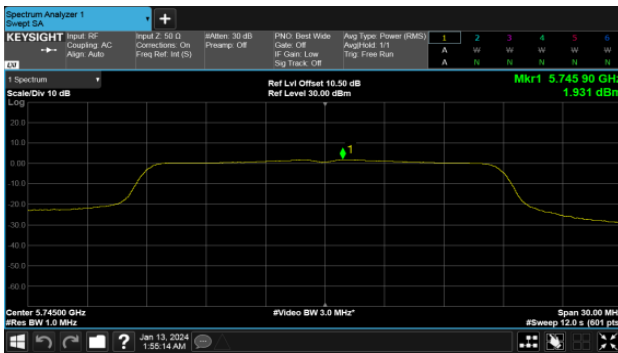 Spectrum Analyzer 1
Swept SA
+
KEYSIGHT Input: RF Input Z: 50 Ω #Atten: 30 dB PNO: Best Wide Avg Type: Power (RMS) 1 2 3 4 5 6
Coupling: AC Corrections: On Preamp: Off Gate: Off Avg|Hold: 1/1 A W W W W W
Align: Auto Freq Ref: Int (S) IF Gain: Low Trig: Free Run
Sig Track: Off A N N N N N
LXI
1 Spectrum Ref Lvl Offset 10.50 dB Mkr1 5.745 90 GHz
Scale/Div 10 dB Ref Level 30.00 dBm 1.931 dBm
Log
20.0
10.0
1
0.00
-10.0
-20.0
-30.0
-40.0
-50.0
-60.0
Center 5.74500 GHz #Video BW 3.0 MHz* Span 30.00 MHz
#Res BW 1.0 MHz #Sweep 12.0 s (601 pts)
? Jan 13, 2024
1:55:14 AM